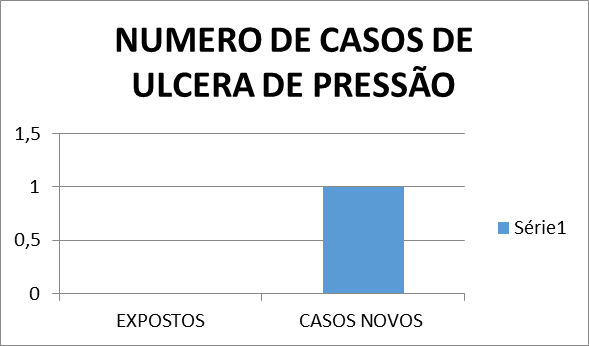 NUMERO DE CASOS DE
ULCERA DE PRESSÃO
1,5
1
0,5
0
EXPOSTOS
CASOS NOVOS
Série1